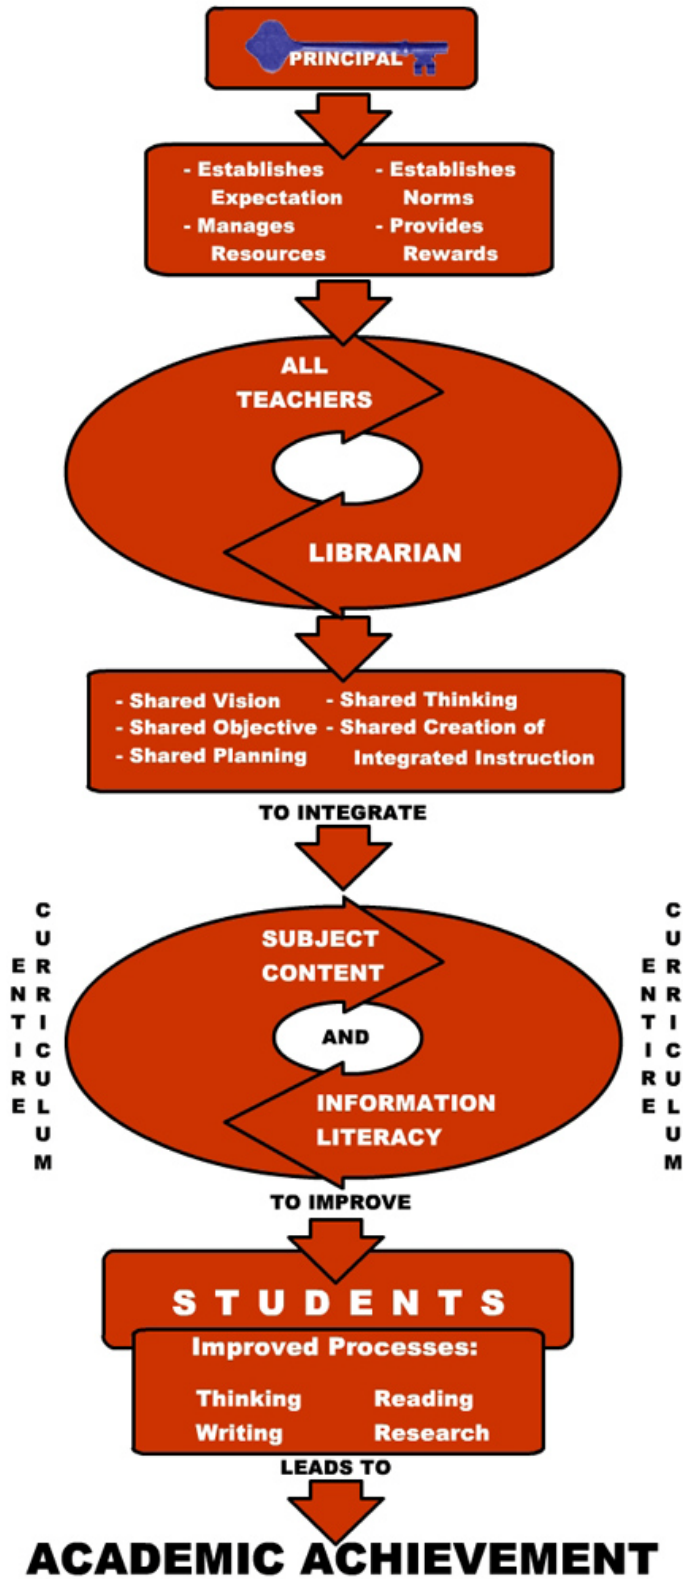 PRINCIPAL
- Establishes
Expectation
- Manages
Resources
- Establishes
Norms
- Provides
Rewards
ALL
TEACHERS
LIBRARIAN
- Shared Vision
- Shared Objective
- Shared Planning
- Shared Thinking
- Shared Creation of
Integrated Instruction
TO INTEGRATE
ENTIRE
CURRICULUM
SUBJECT
CONTENT
AND
INFORMATION
LITERACY
ENTIRE
CURRICULUM
TO IMPROVE
STUDENTS
Improved Processes:
Thinking Reading
Writing Research
LEADS TO
ACADEMIC ACHIEVEMENT